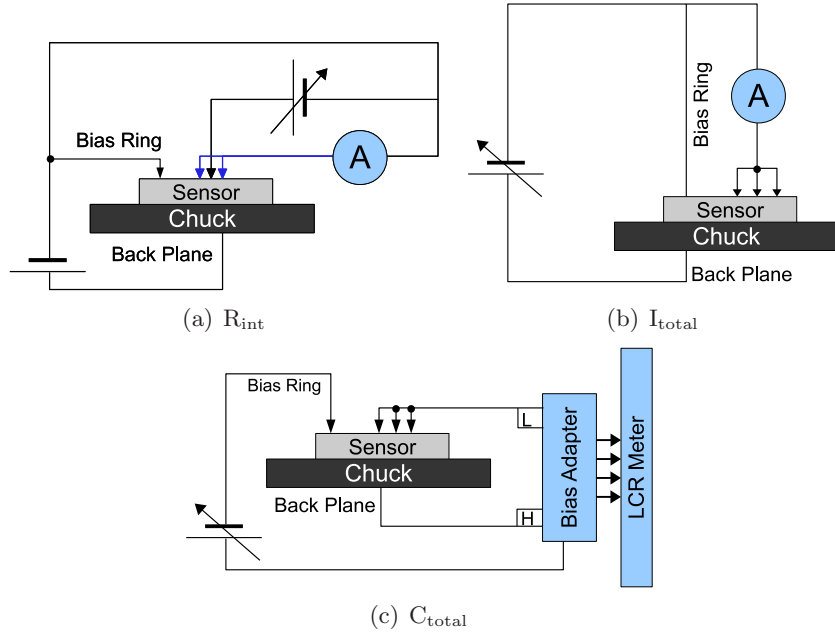 Bias Ring
A
Sensor
Chuck
Back Plane
(a) R_int
Bias Ring
A
Sensor
Chuck
Back Plane
(b) I_total
Bias Ring
L
Sensor
Chuck
Back Plane
H
Bias Adapter
LCR Meter
(c) C_total